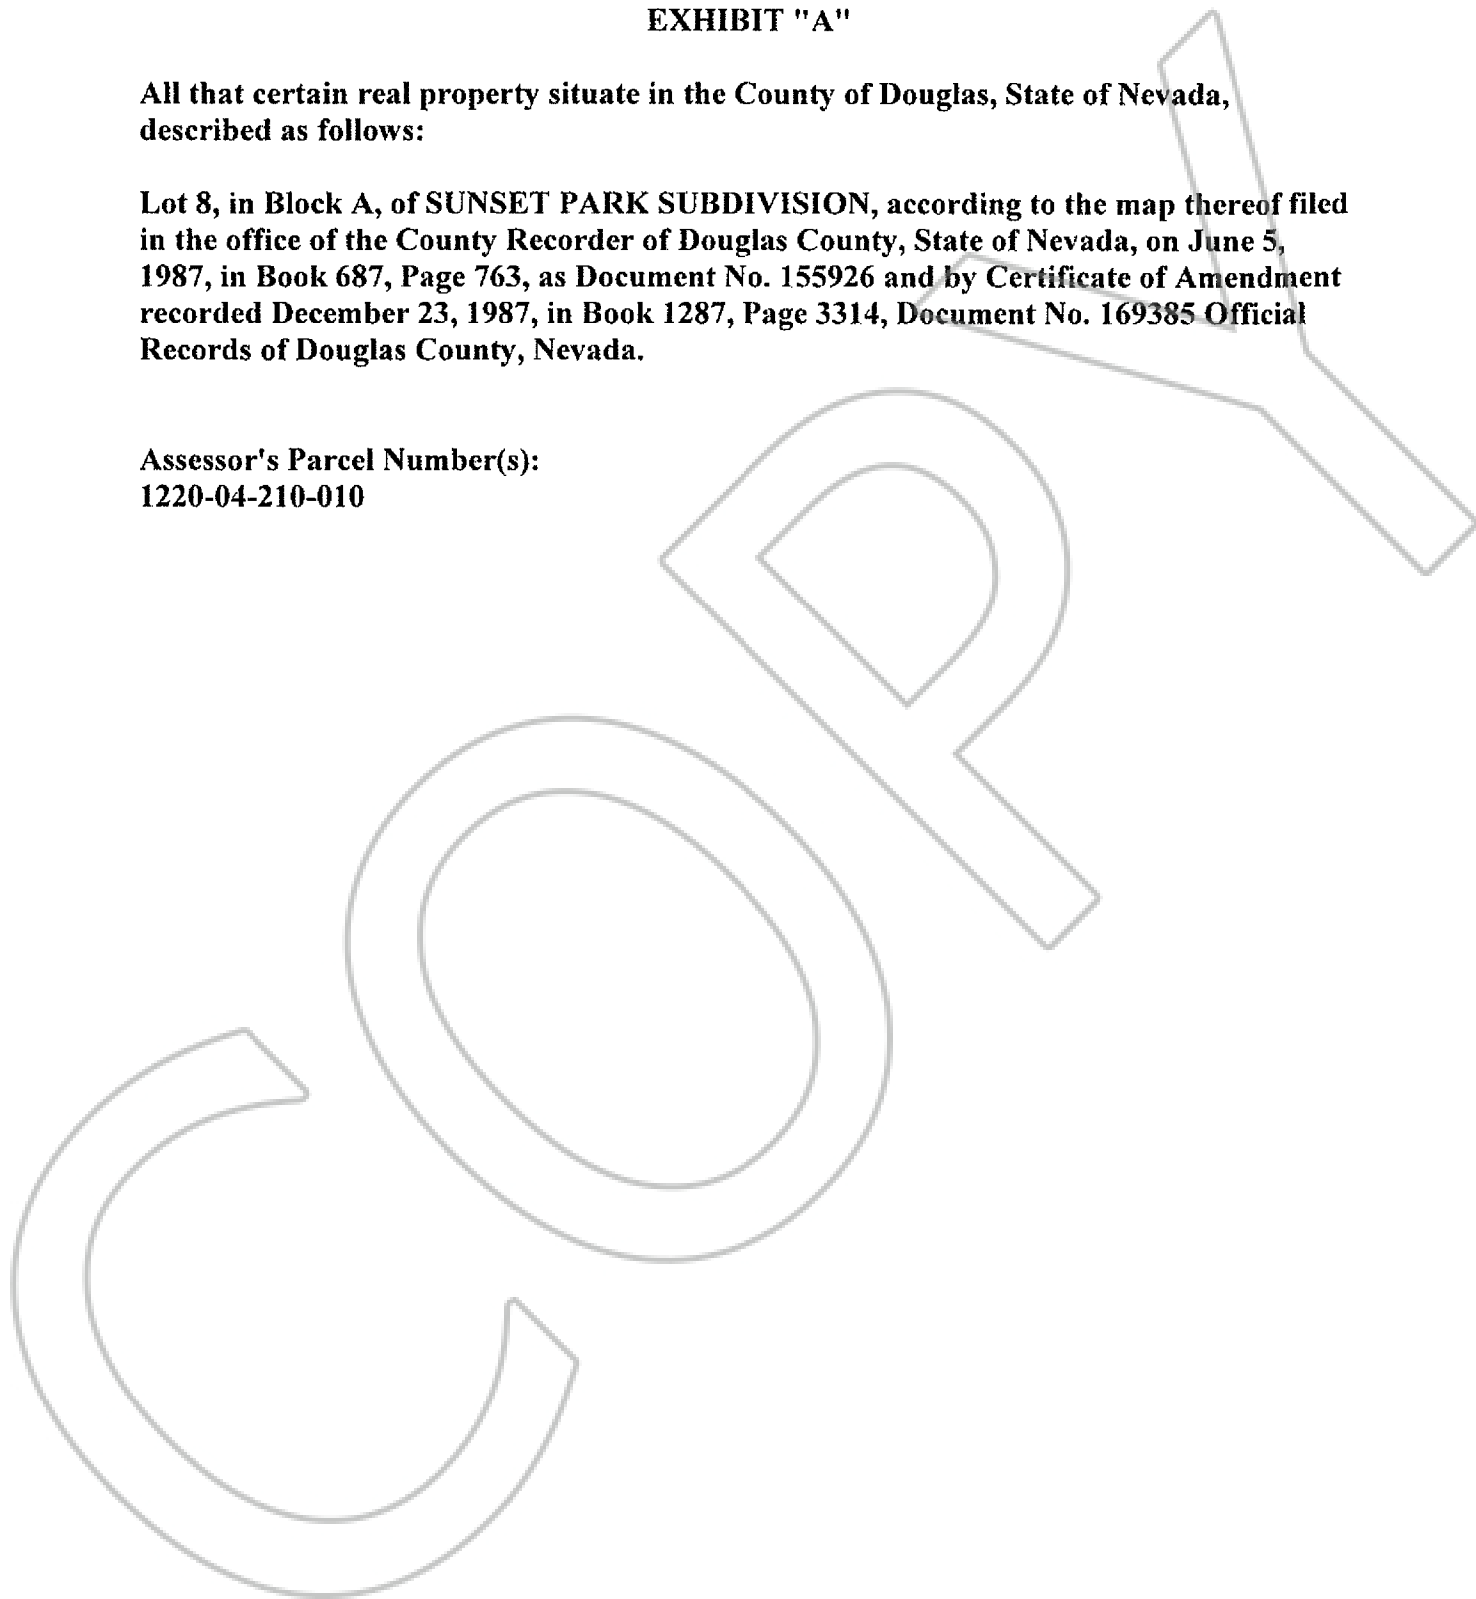 EXHIBIT "A"
All that certain real property situate in the County of Douglas, State of Nevada,
described as follows:
Lot 8, in Block A, of SUNSET PARK SUBDIVISION, according to the map thereof filed
in the office of the County Recorder of Douglas County, State of Nevada, on June 5,
1987, in Book 687, Page 763, as Document No. 155926 and by Certificate of Amendment
recorded December 23, 1987, in Book 1287, Page 3314, Document No. 169385 Official
Records of Douglas County, Nevada.
Assessor's Parcel Number(s):
1220-04-210-010
COPY